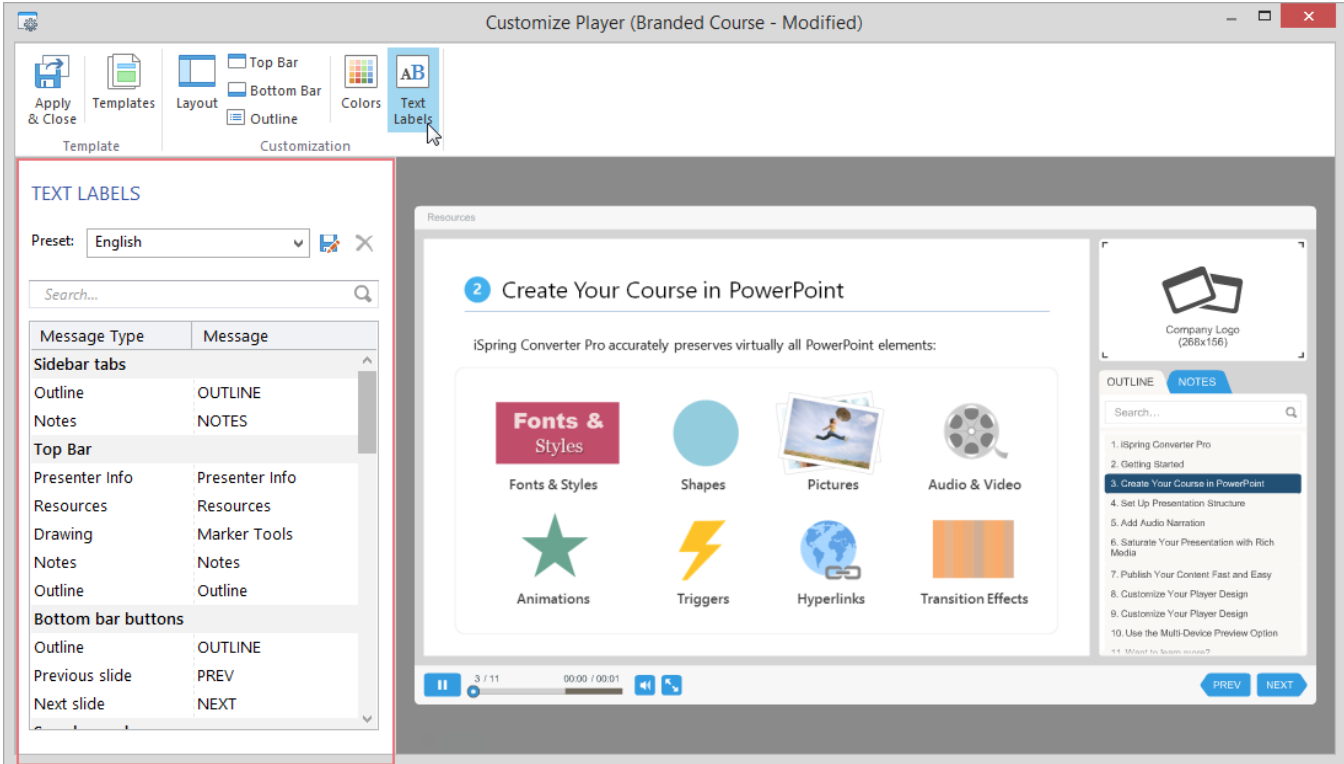 Customize Player (Branded Course - Modified)
Apply & Close
Templates
Layout
Top Bar
Bottom Bar
Outline
Colors
AB
Text Labels
Template
Customization
TEXT LABELS
Preset: English
Search...
Message Type Message
Sidebar tabs
Outline OUTLINE
Notes NOTES
Top Bar
Presenter Info Presenter Info
Resources Resources
Drawing Marker Tools
Notes Notes
Outline Outline
Bottom bar buttons
Outline OUTLINE
Previous slide PREV
Next slide NEXT
Resources
2 Create Your Course in PowerPoint
iSpring Converter Pro accurately preserves virtually all PowerPoint elements:
Fonts &
Styles
Fonts & Styles
Shapes
Pictures
Audio & Video
Animations
Triggers
Hyperlinks
Transition Effects
3 / 11
00:00 / 00:01
Company Logo
(268x156)
OUTLINE NOTES
Search...
1. iSpring Converter Pro
2. Getting Started
3. Create Your Course in PowerPoint
4. Set Up Presentation Structure
5. Add Audio Narration
6. Saturate Your Presentation with Rich
Media
7. Publish Your Content Fast and Easy
8. Customize Your Player Design
9. Customize Your Player Design
10. Use the Multi-Device Preview Option
11. Want to learn more?
PREV NEXT